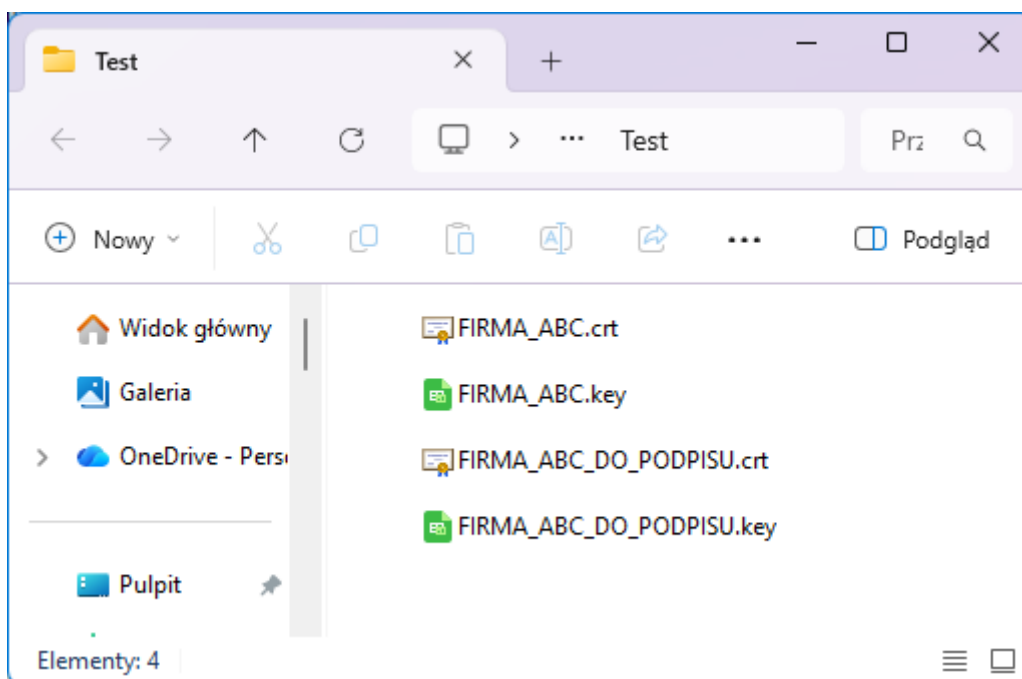 Test
Test
Prz
Nowy
Podgląd
Widok główny
Galeria
OneDrive - Pers
Pulpit
FIRMA_ABC.crt
FIRMA_ABC.key
FIRMA_ABC_DO_PODPISU.crt
FIRMA_ABC_DO_PODPISU.key
Elementy: 4